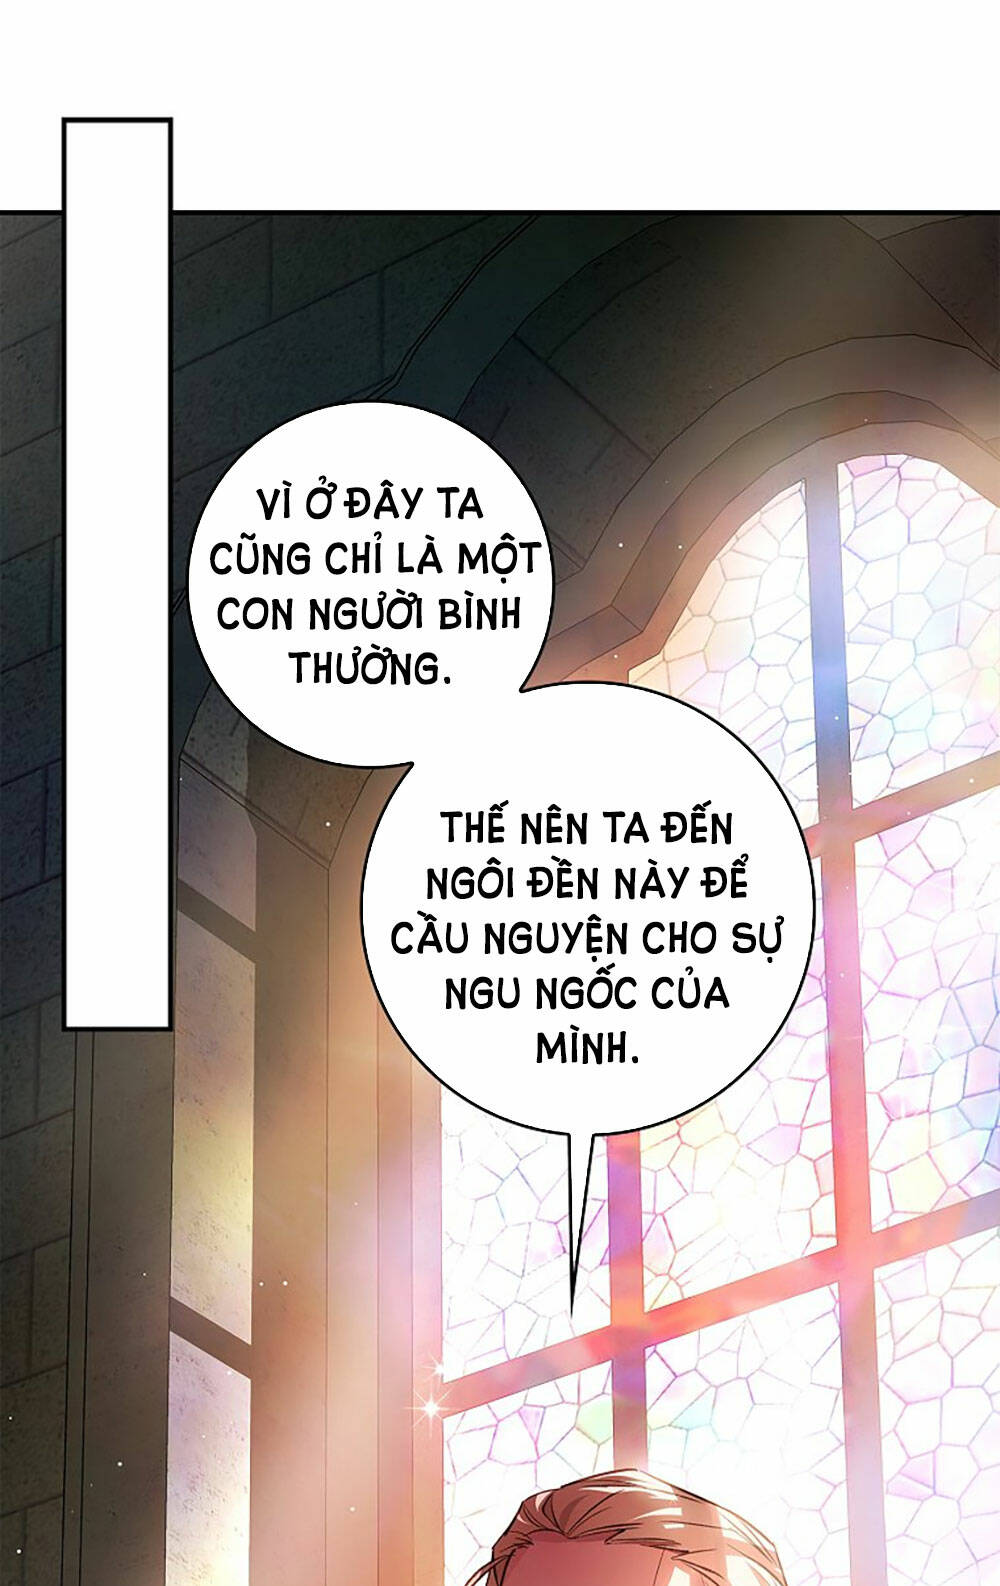 VÌ Ở ĐÂY TA
CŨNG CHỈ LÀ MỘT
CON NGƯỜI BÌNH
THƯỜNG.
THẾ NÊN TA ĐẾN
NGÔI ĐỀN NÀY ĐỂ
CẦU NGUYỆN CHO SỰ
NGU NGỐC CỦA
MÌNH.